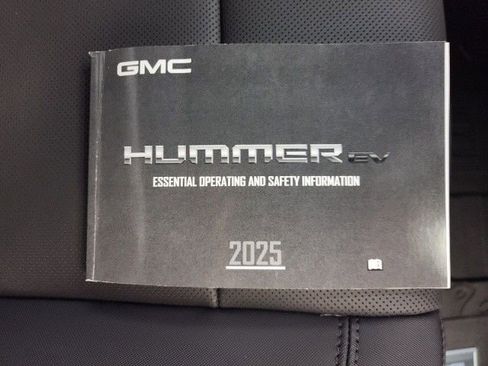 GMC
HUMMER EV
ESSENTIAL OPERATING AND SAFETY INFORMATION
2025